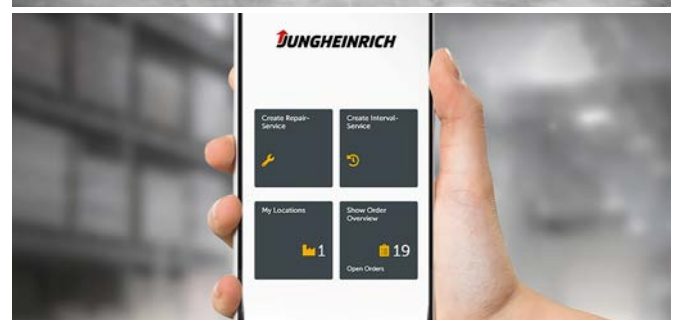 JUNGHEINRICH
Create Repair-
Service
Create Interval-
Service
My Locations
1
Show Order
Overview
19
Open Orders